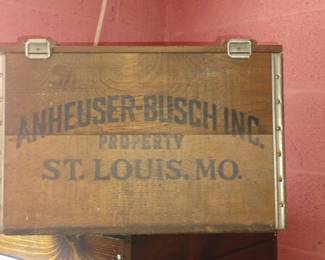 ANHEUSER-BUSCH INC.
PROPERTY
ST. LOUIS. MO.